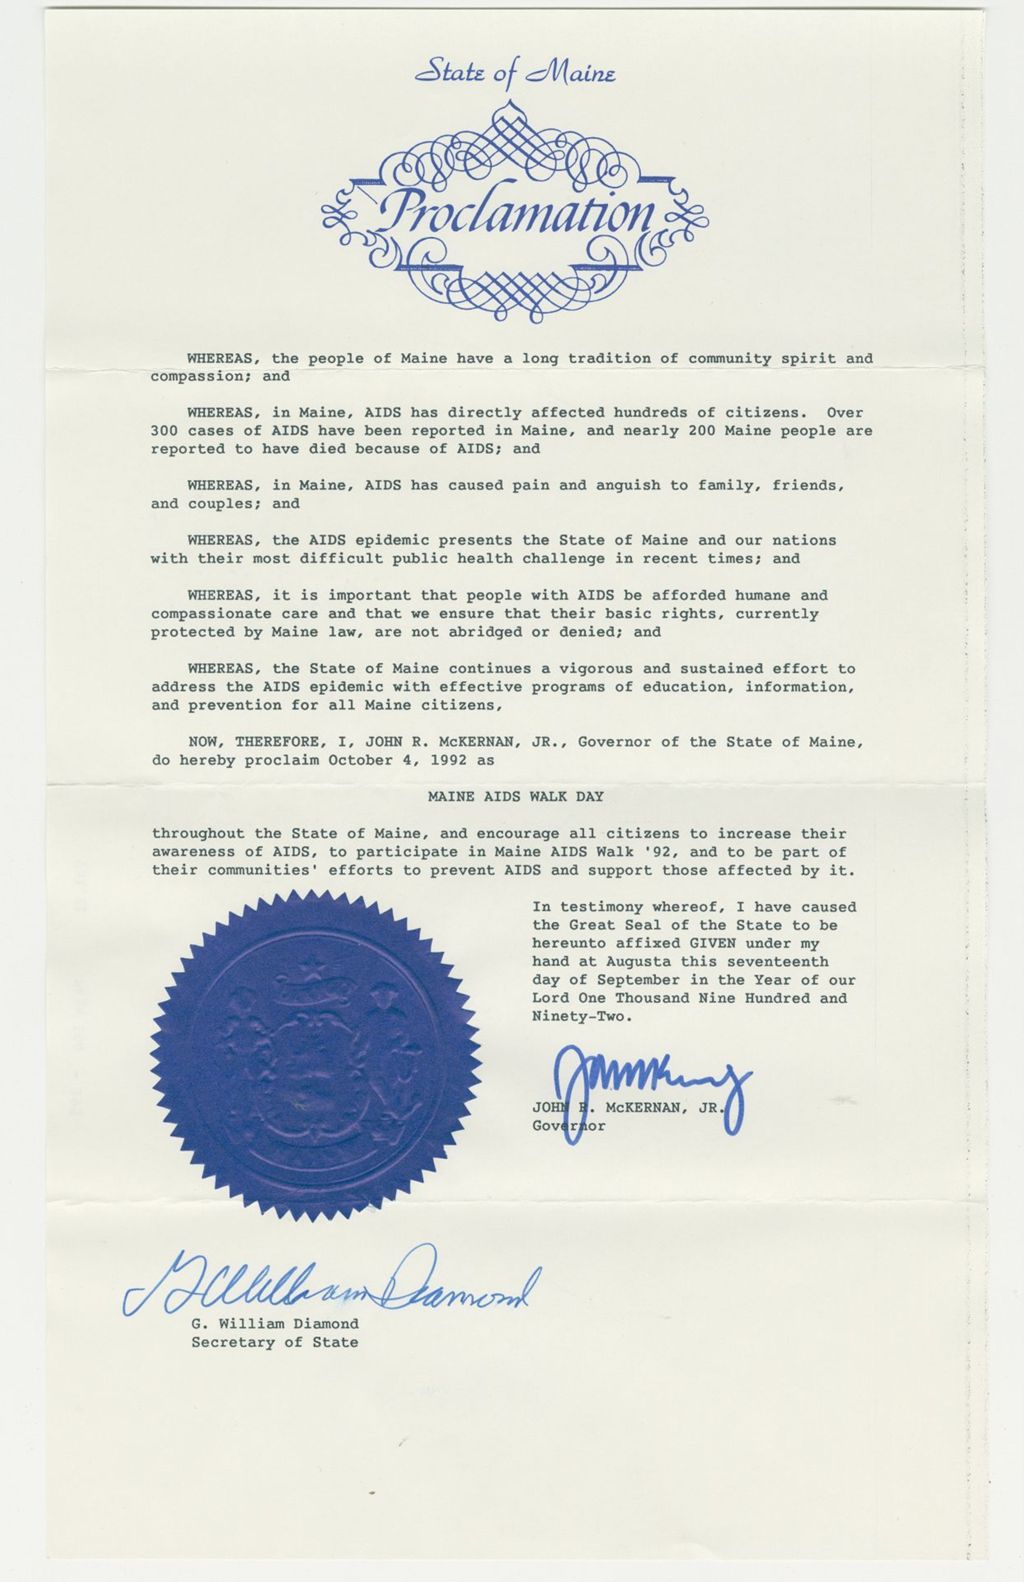 State of Maine
Proclamation
WHEREAS, the people of Maine have a long tradition of community spirit and
compassion; and
WHEREAS, in Maine, AIDS has directly affected hundreds of citizens. Over
300 cases of AIDS have been reported in Maine, and nearly 200 Maine people are
reported to have died because of AIDS; and
WHEREAS, in Maine, AIDS has caused pain and anguish to family, friends,
and couples; and
WHEREAS, the AIDS epidemic presents the State of Maine and our nations
with their most difficult public health challenge in recent times; and
WHEREAS, it is important that people with AIDS be afforded humane and
compassionate care and that we ensure that their basic rights, currently
protected by Maine law, are not abridged or denied; and
WHEREAS, the State of Maine continues a vigorous and sustained effort to
address the AIDS epidemic with effective programs of education, information,
and prevention for all Maine citizens,
NOW, THEREFORE, I, JOHN R. McKERNAN, JR., Governor of the State of Maine,
do hereby proclaim October 4, 1992 as
MAINE AIDS WALK DAY
throughout the State of Maine, and encourage all citizens to increase their
awareness of AIDS, to participate in Maine AIDS Walk '92, and to be part of
their communities' efforts to prevent AIDS and support those affected by it.
In testimony whereof, I have caused
the Great Seal of the State to be
hereunto affixed GIVEN under my
hand at Augusta this seventeenth
day of September in the Year of our
Lord One Thousand Nine Hundred and
Ninety-Two.
JOHN R. McKERNAN, JR.
Governor
G William Diamond
G. William Diamond
Secretary of State